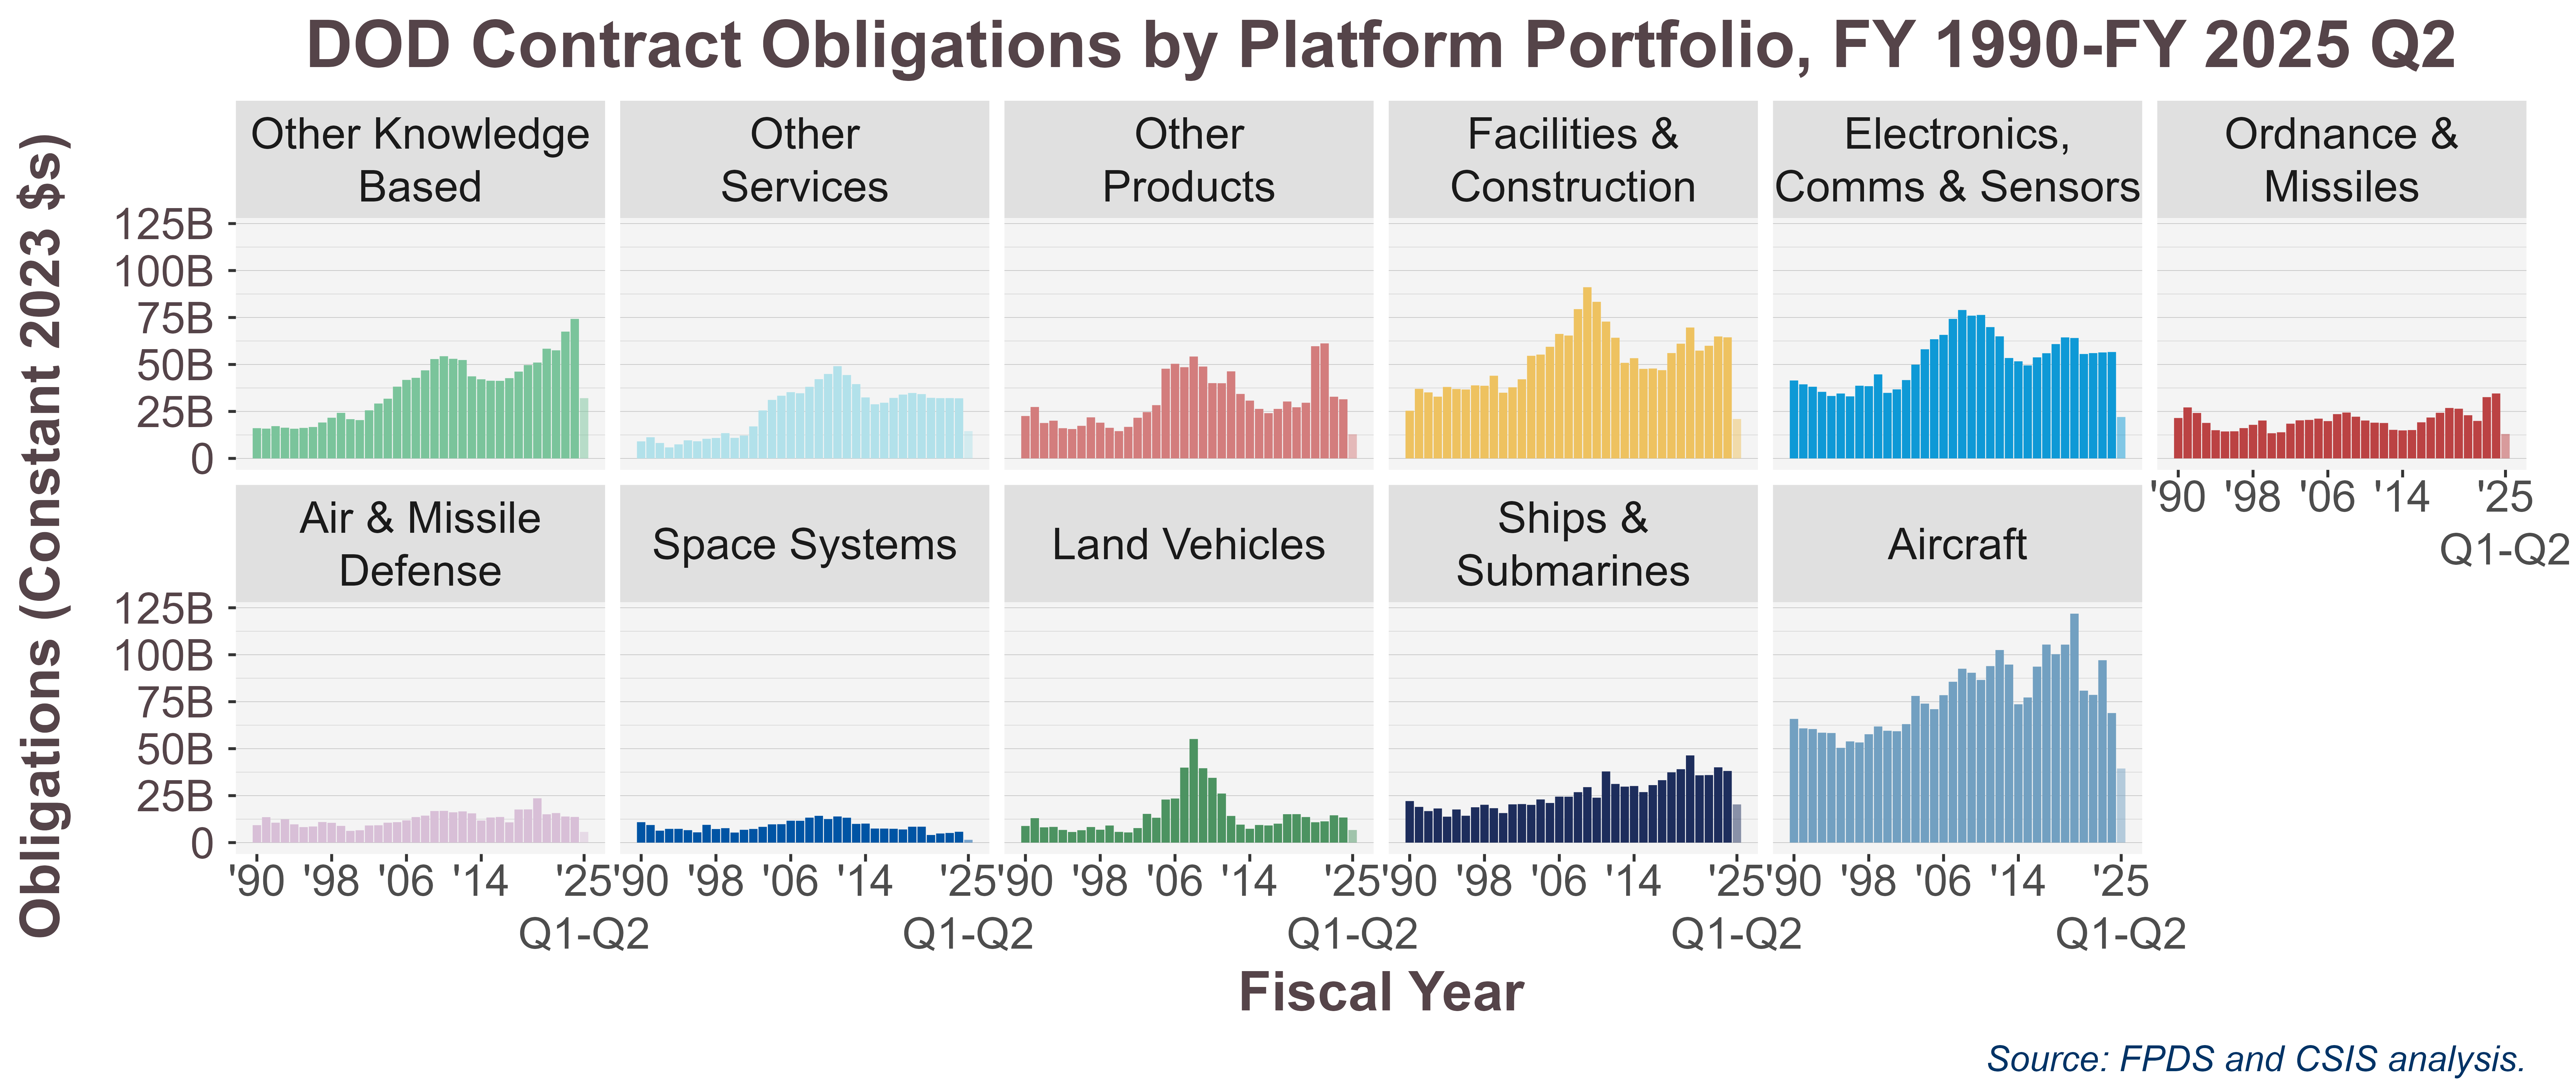 DOD Contract Obligations by Platform Portfolio, FY 1990-FY 2025 Q2
Obligations (Constant 2023 $s)
Other Knowledge
Based
Other
Services
Other
Products
Facilities &
Construction
Electronics,
Comms & Sensors
Ordnance &
Missiles
125B
100B
75B
50B
25B
0
'90 '98 '06 '14 '25
Q1-Q2
Air & Missile
Defense
Space Systems
Land Vehicles
Ships &
Submarines
Aircraft
125B
100B
75B
50B
25B
0
'90 '98 '06 '14 '25 '90 '98 '06 '14 '25 '90 '98 '06 '14 '25 '90 '98 '06 '14 '25 '90 '98 '06 '14 '25
Q1-Q2 Q1-Q2 Q1-Q2 Q1-Q2 Q1-Q2
Fiscal Year
Source: FPDS and CSIS analysis.